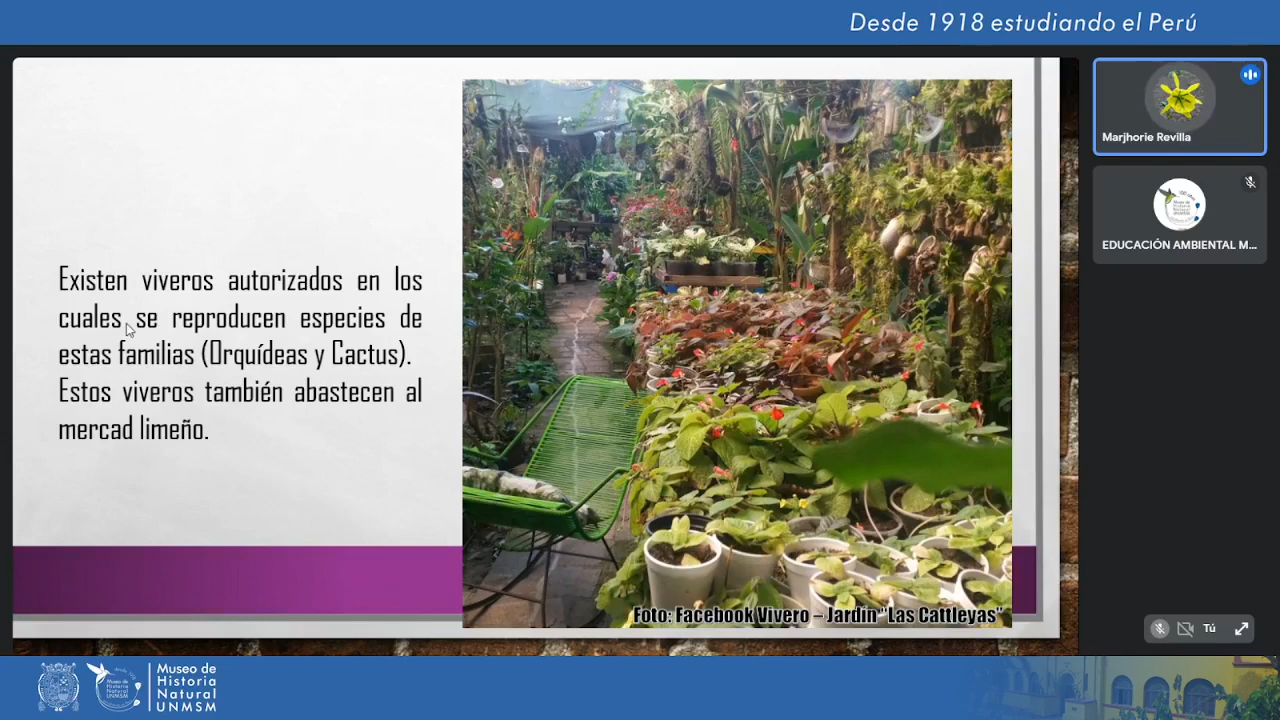 Desde 1918 estudiando el Perú
Existen viveros autorizados en los
cuales se reproducen especies de
estas familias (Orquídeas y Cactus).
Estos viveros también abastecen al
mercad limeño.
Foto: Facebook Vivero – Jardín "Las Cattleyas"
Marjhorie Revilla
EDUCACIÓN AMBIENTAL M...
Tú
Museo de
Historia
Natural
UNMSM